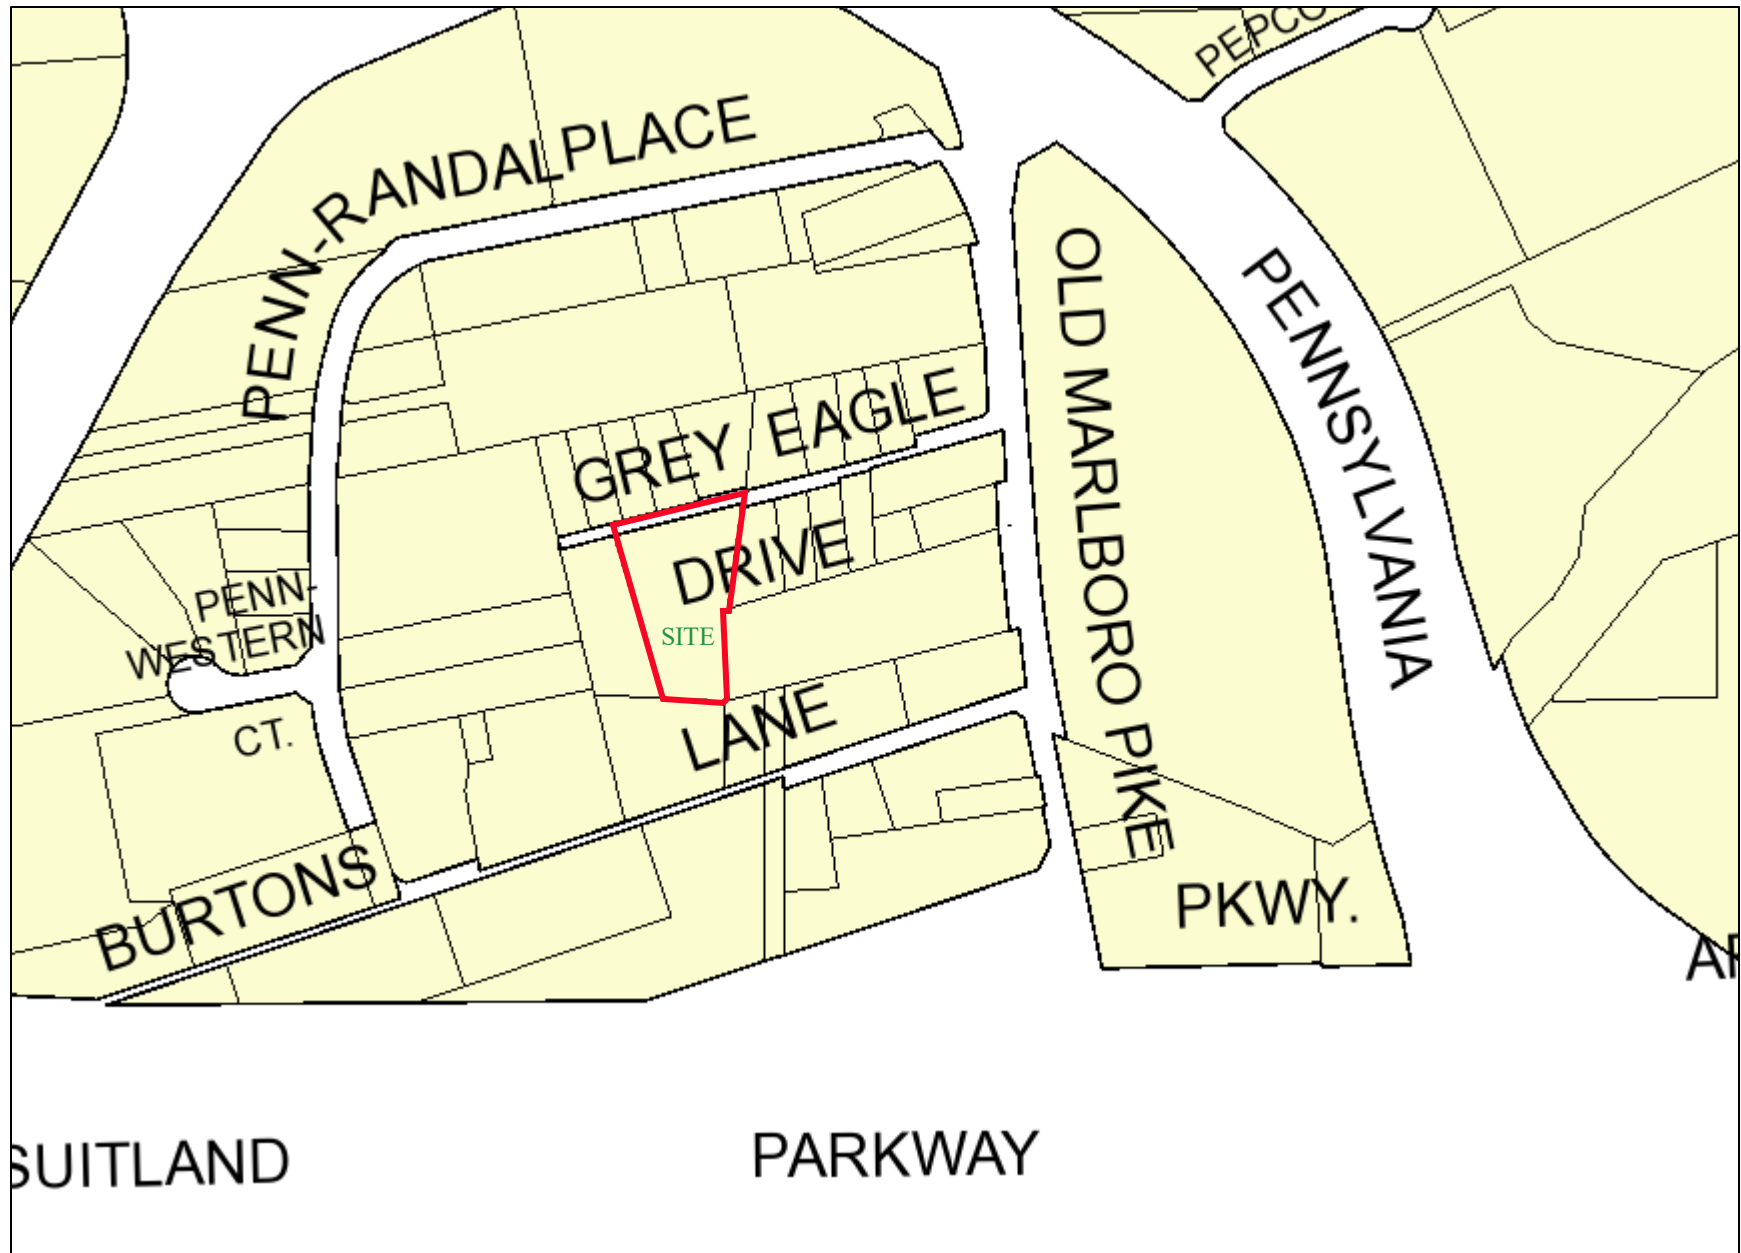 PEPCO
PENN-RANDAL PLACE
OLD MARLBORO PIKE
PENNSYLVANIA
GREY EAGLE
DRIVE
PENN-
WESTERN
CT.
SITE
LANE
BURTONS
PKWY.
SUITLAND
PARKWAY